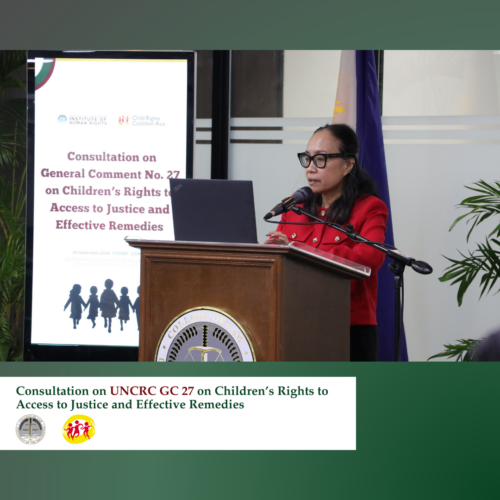 INSTITUTE OF
HUMAN RIGHTS
Child Rights
Coalition Asia
Consultation on
General Comment No. 27
on Children's Rights to
Access to Justice and
Effective Remedies
Consultation on UNCRC GC 27 on Children's Rights to
Access to Justice and Effective Remedies